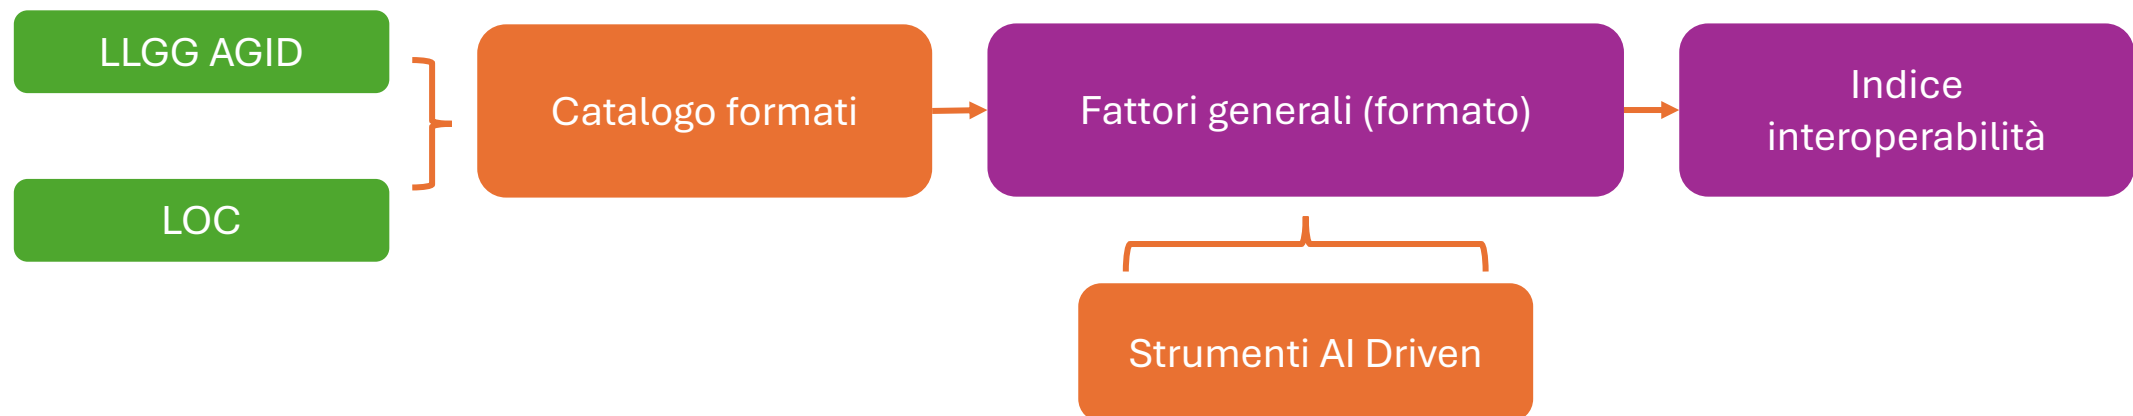 LLGG AGID
LOC
Catalogo formati
Fattori generali (formato)
Indice
interoperabilità
Strumenti AI Driven